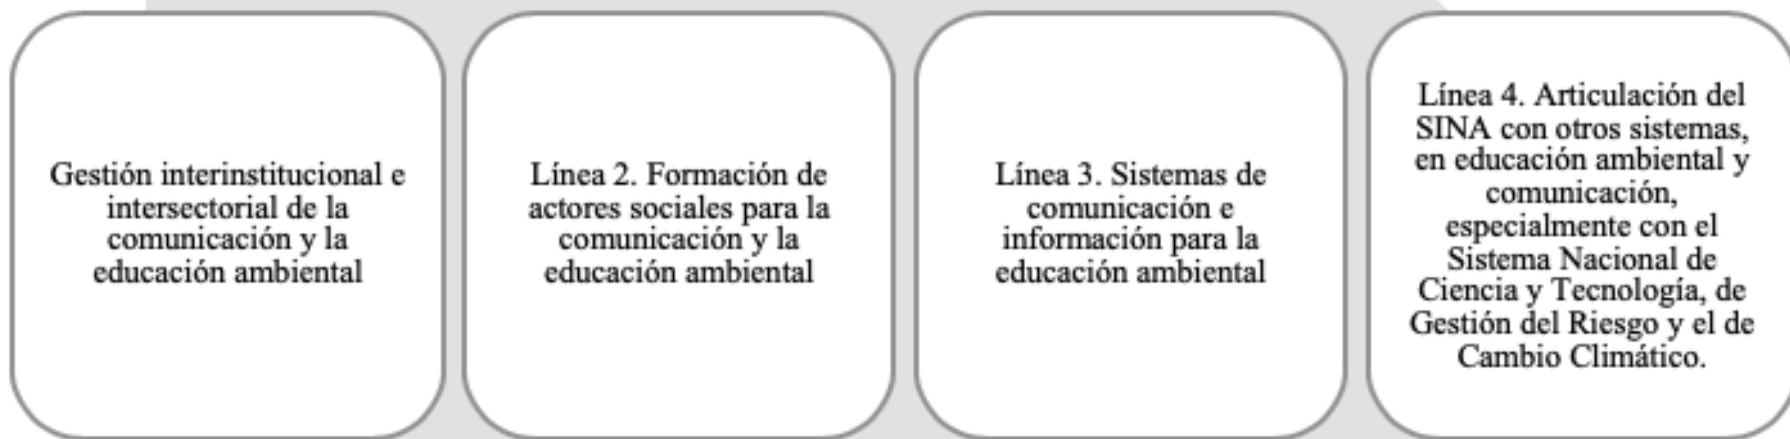 Gestión interinstitucional e
intersectorial de la
comunicación y la
educación ambiental
Línea 2. Formación de
actores sociales para la
comunicación y la
educación ambiental
Línea 3. Sistemas de
comunicación e
información para la
educación ambiental
Línea 4. Articulación del
SINA con otros sistemas,
en educación ambiental y
comunicación,
especialmente con el
Sistema Nacional de
Ciencia y Tecnología, de
Gestión del Riesgo y el de
Cambio Climático.